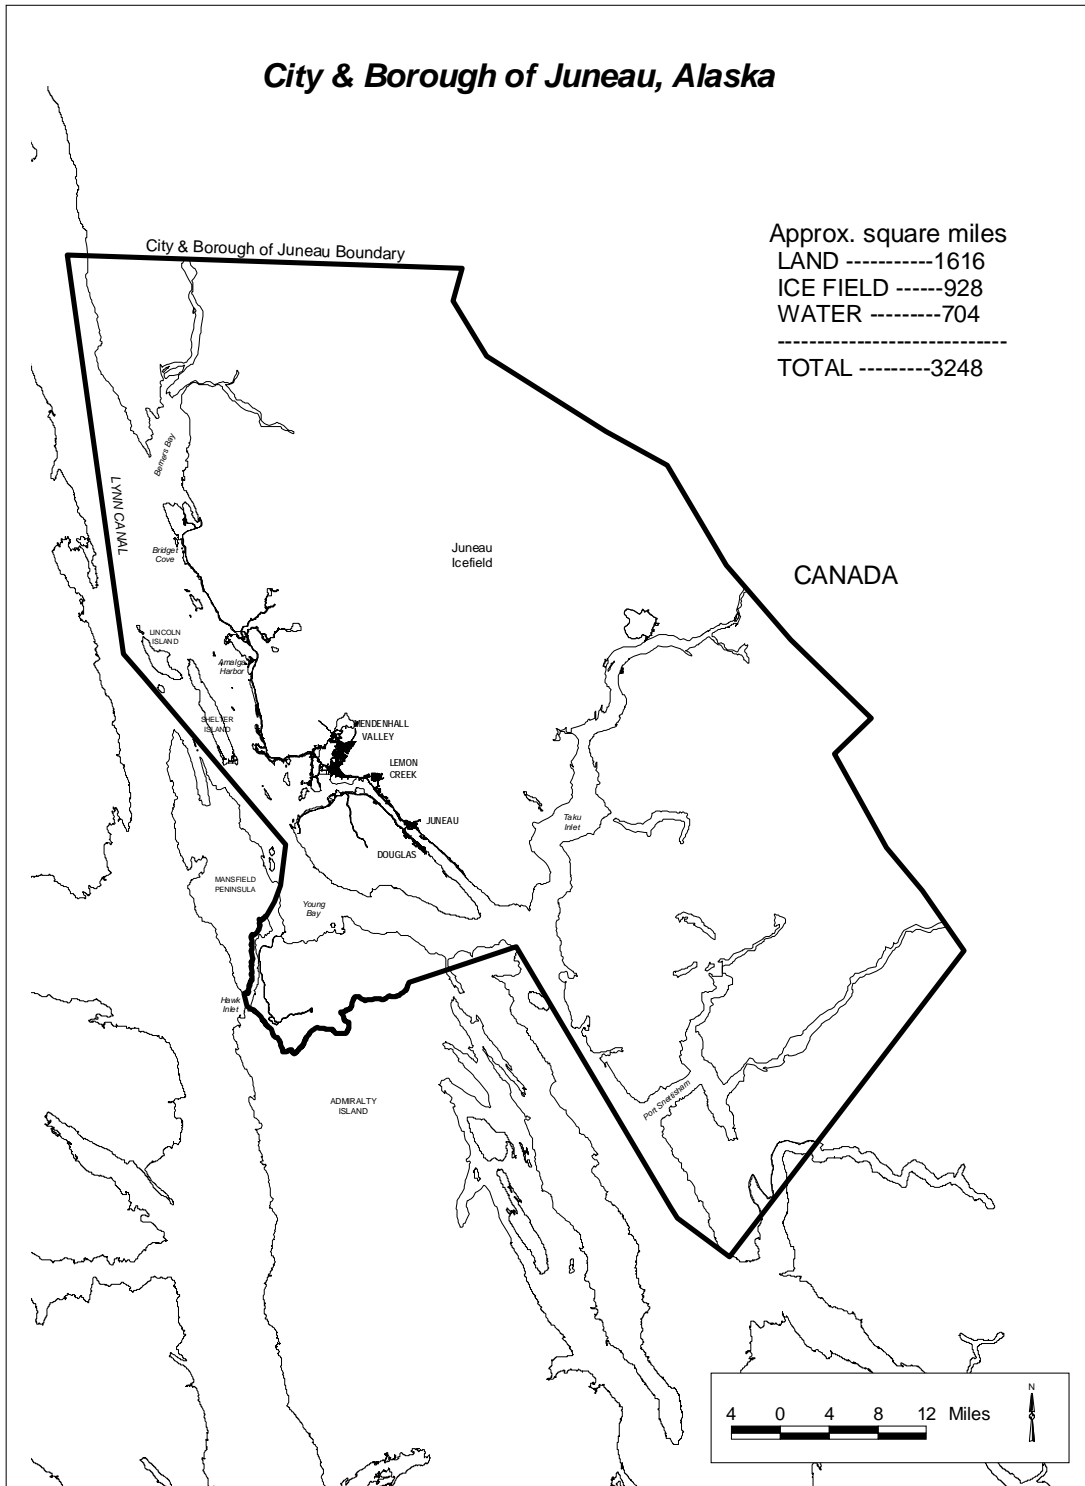 City & Borough of Juneau, Alaska
Approx. square miles
LAND -----------1616
ICE FIELD ------928
WATER ---------704
-----------------------------
TOTAL ---------3248
City & Borough of Juneau Boundary
Berners Bay
LYNN CANAL
Bridget
Cove
Juneau
Icefield
CANADA
LINCOLN
ISLAND
Amalga
Harbor
SHELTER
ISLAND
MENDENHALL
VALLEY
LEMON
CREEK
JUNEAU
DOUGLAS
Taku
Inlet
MANSFIELD
PENINSULA
Young
Bay
Hawk
Inlet
ADMIRALTY
ISLAND
Port Snettisham
N
4 0 4 8 12 Miles